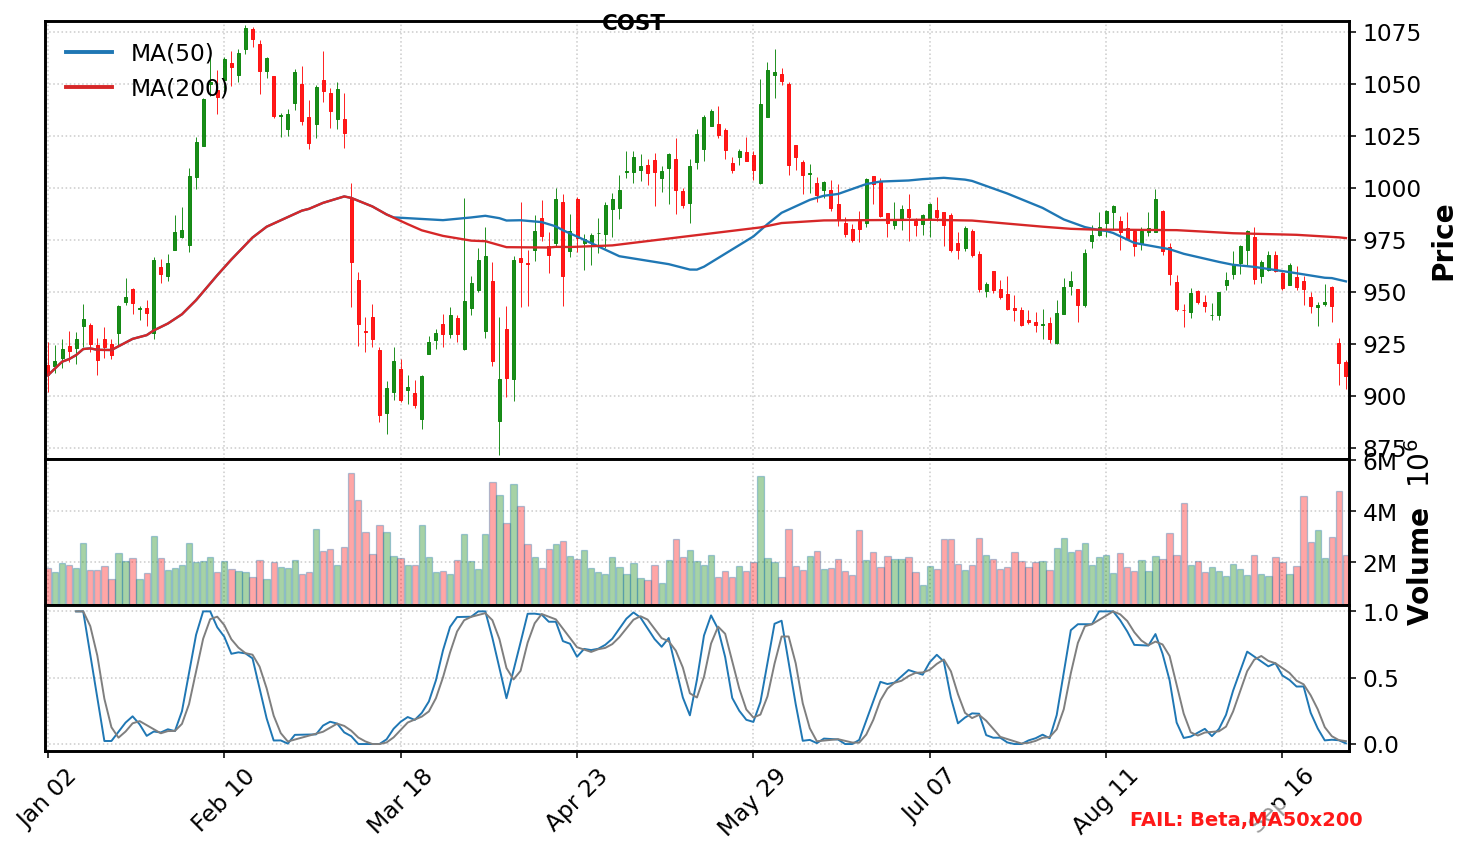 COST
MA(50)
MA(200)
1075
1050
1025
1000
975
950
925
900
875
Price
6M
4M
2M
Volume 10⁶
1.0
0.5
0.0
Jan 02
Feb 10
Mar 18
Apr 23
May 29
Jul 07
Aug 11
Sep 16
FAIL: Beta,MA50x200